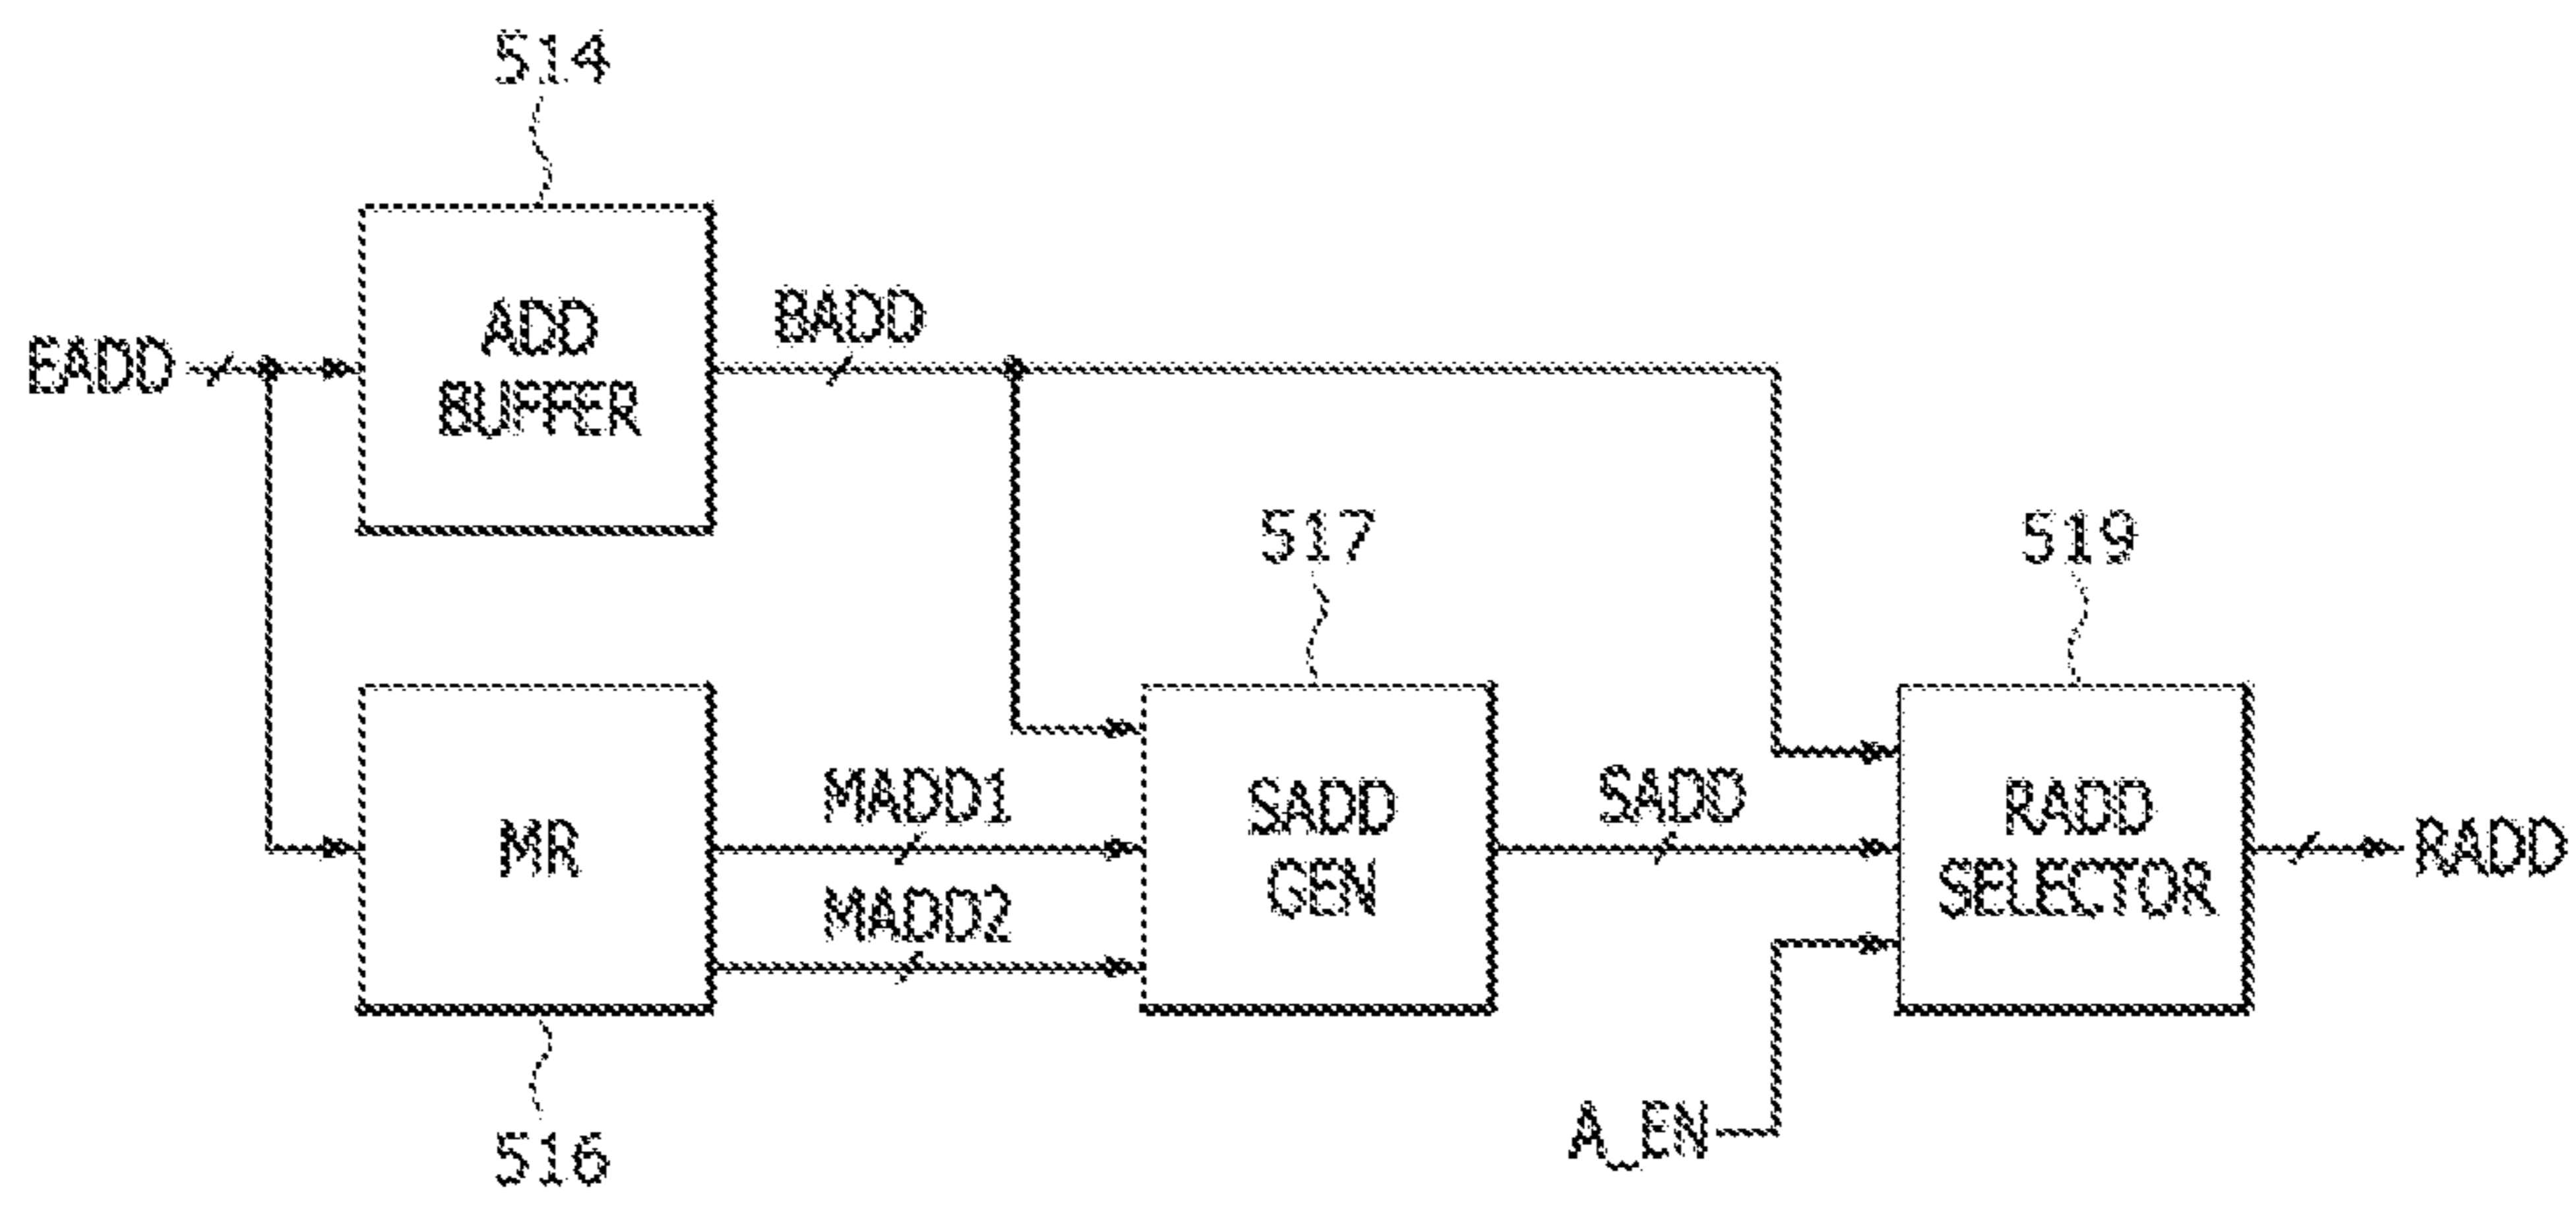 514
ADD
BUFFER
EADD
BADD
517
519
MR
MADD1
MADD2
SADD
GEN
SADD
RADD
SELECTOR
RADD
A_EN
516